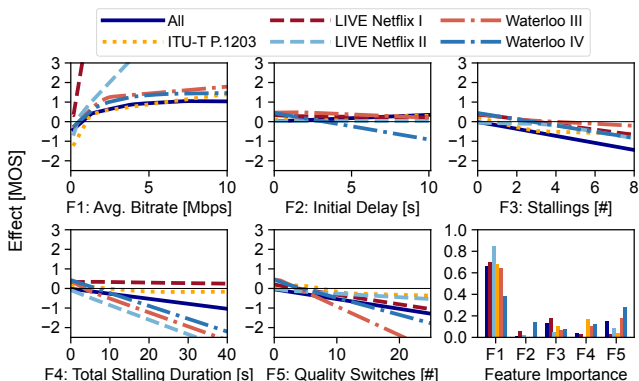 All LIVE Netflix I Waterloo III
ITU-T P.1203 LIVE Netflix II Waterloo IV
Effect [MOS]
3
2
1
0
−1
−2
0 5 10
F1: Avg. Bitrate [Mbps]
3
2
1
0
−1
−2
0 5 10
F2: Initial Delay [s]
3
2
1
0
−1
−2
0 2 4 6 8
F3: Stallings [#]
3
2
1
0
−1
−2
0 10 20 30 40
F4: Total Stalling Duration [s]
3
2
1
0
−1
−2
0 10 20
F5: Quality Switches [#]
1.0
0.8
0.6
0.4
0.2
0.0
F1 F2 F3 F4 F5
Feature Importance